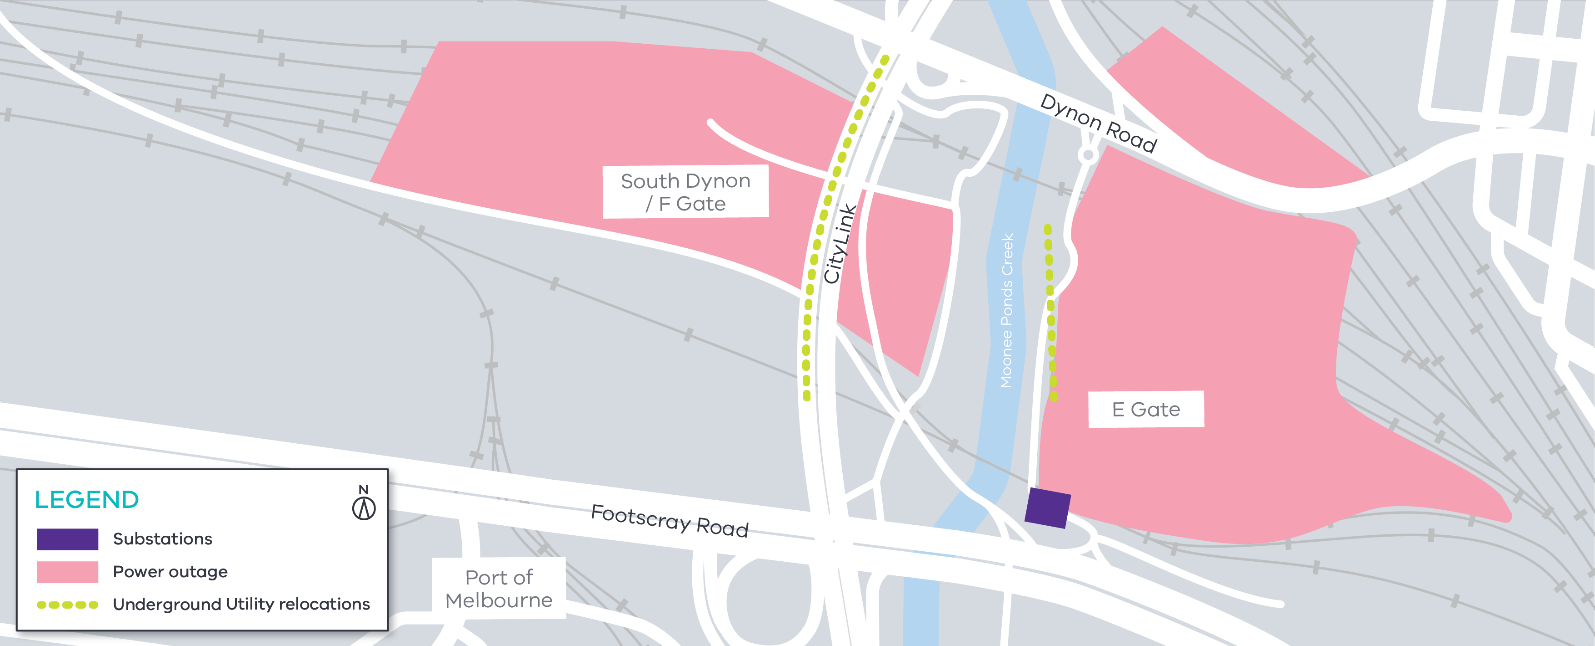 Dynon Road
South Dynon
/ F Gate
CityLink
Moonee Ponds Creek
E Gate
Footscray Road
Port of
Melbourne
LEGEND
N
Substations
Power outage
Underground Utility relocations